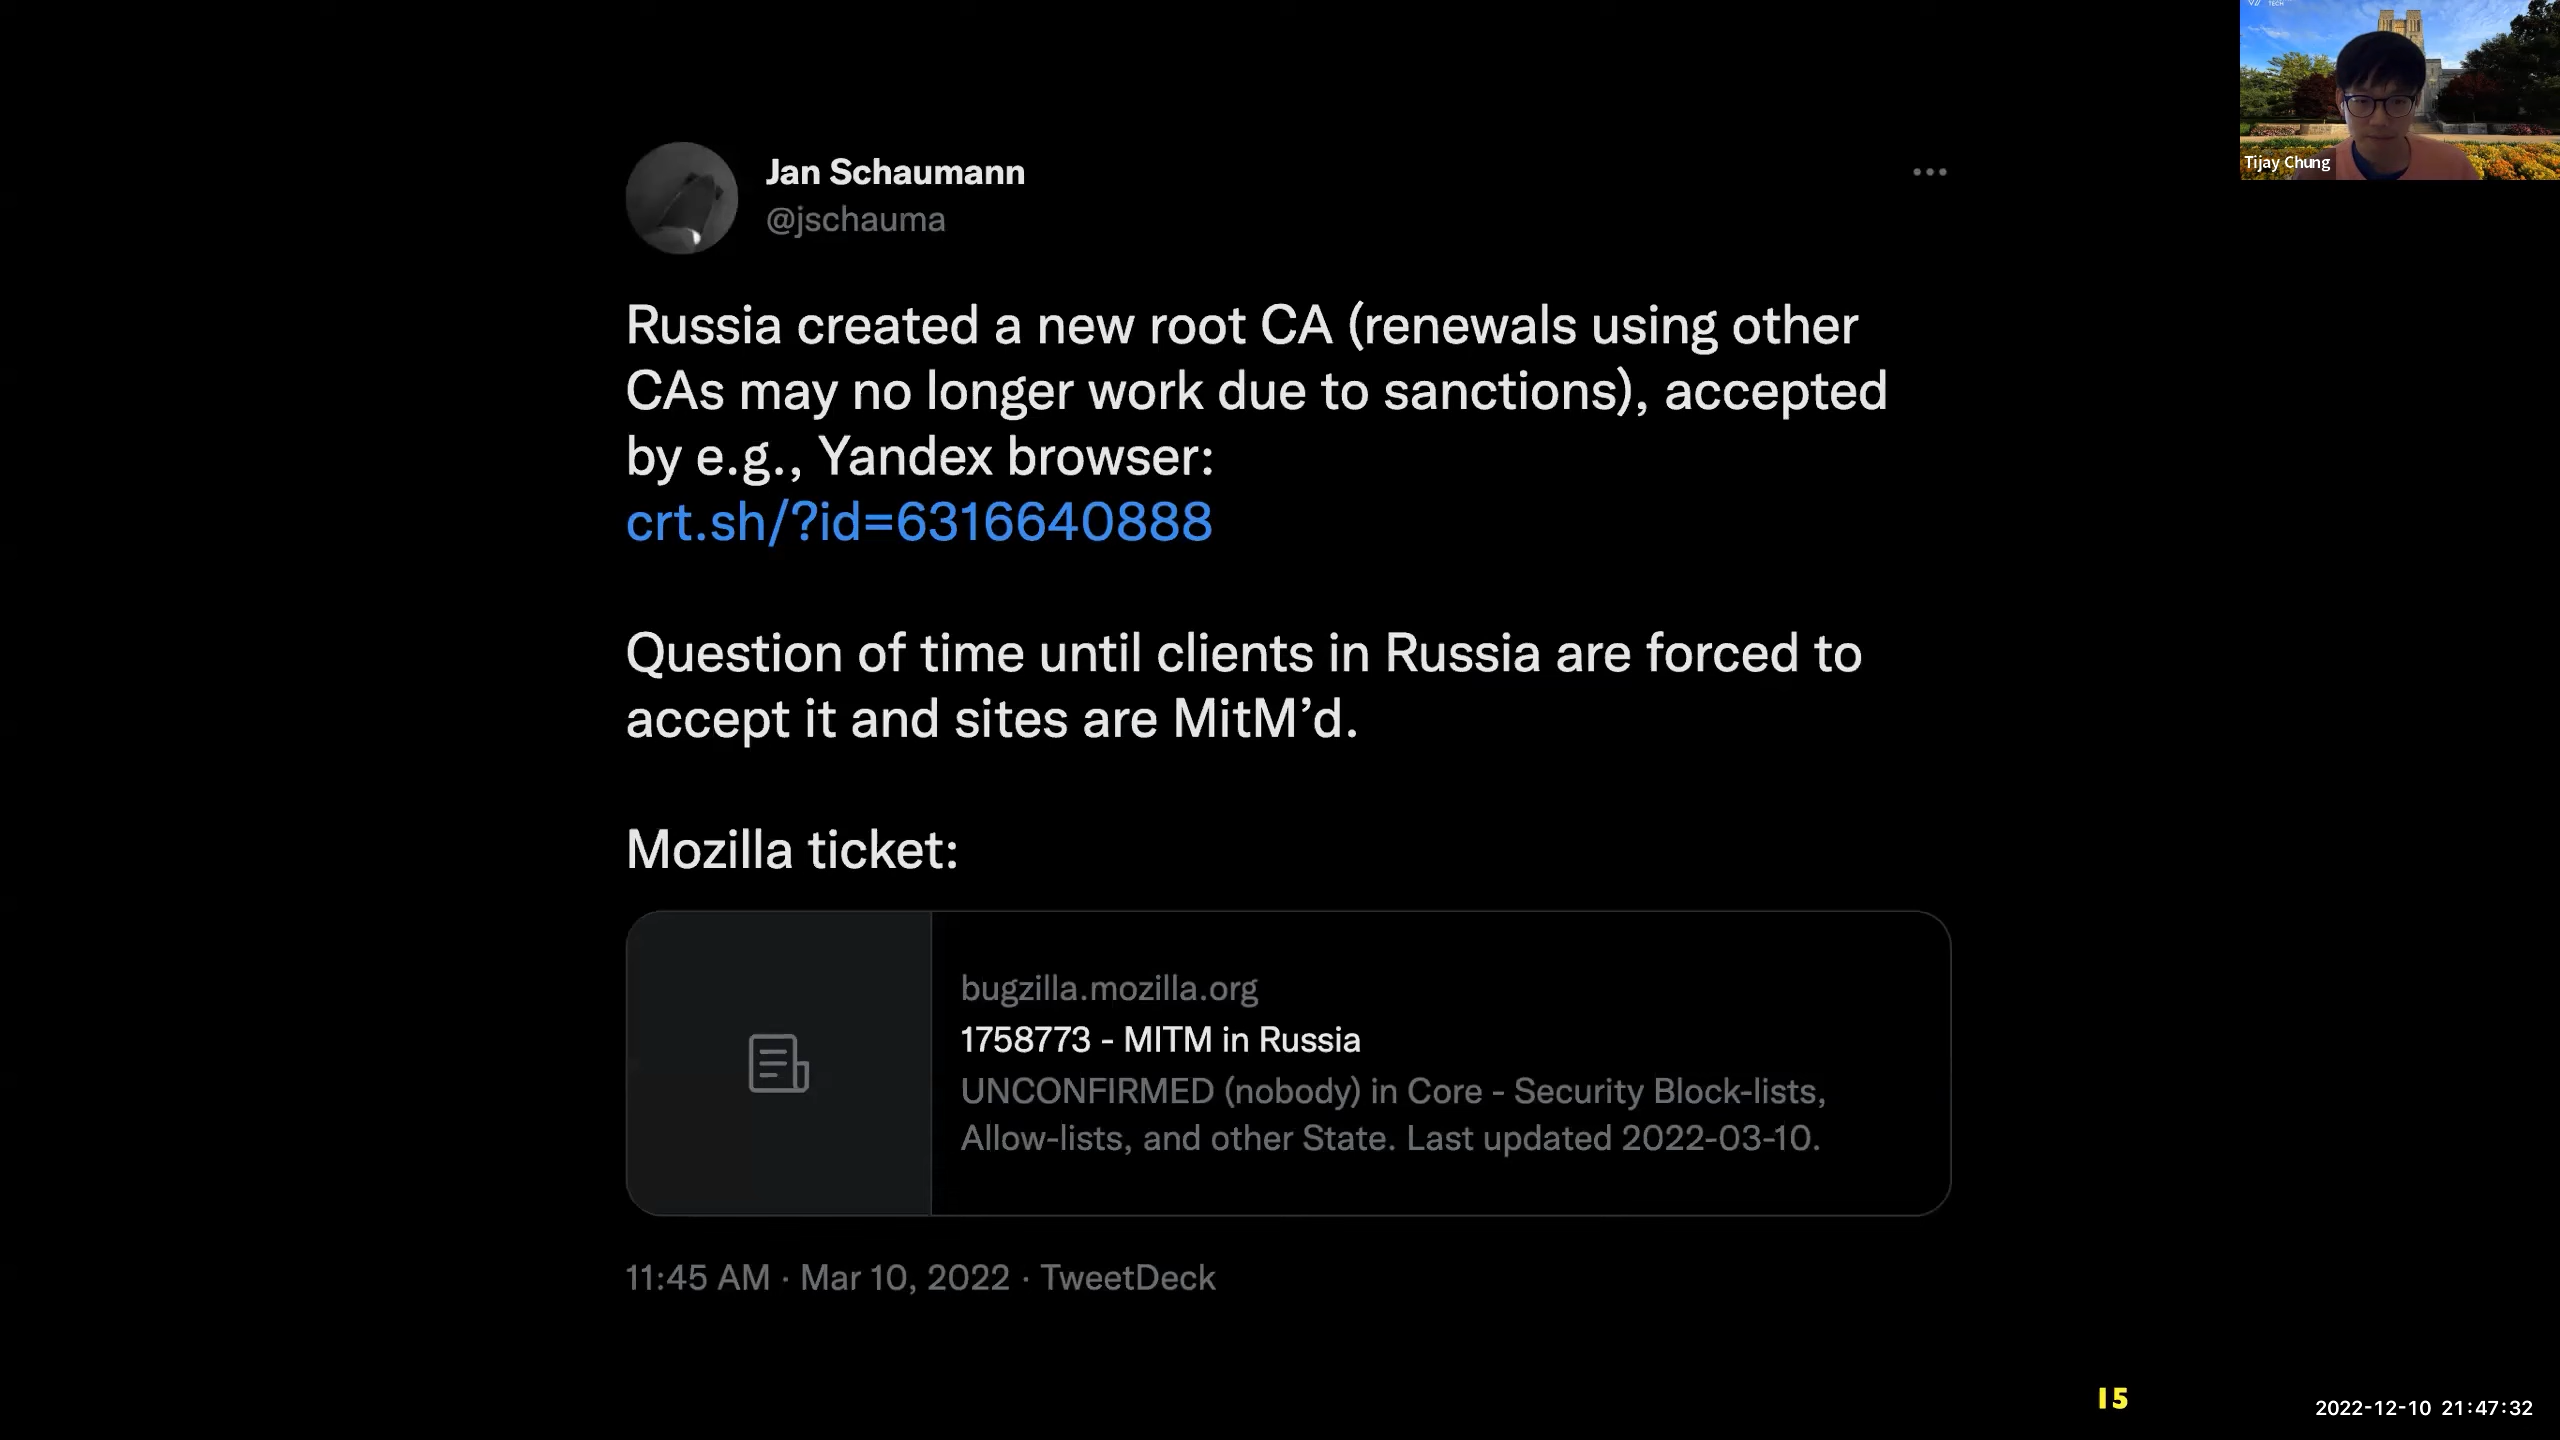 TECH
Tijay Chung
Jan Schaumann
@jschauma
Russia created a new root CA (renewals using other
CAs may no longer work due to sanctions), accepted
by e.g., Yandex browser:
crt.sh/?id=6316640888
Question of time until clients in Russia are forced to
accept it and sites are MitM’d.
Mozilla ticket:
bugzilla.mozilla.org
1758773 - MITM in Russia
UNCONFIRMED (nobody) in Core - Security Block-lists,
Allow-lists, and other State. Last updated 2022-03-10.
11:45 AM · Mar 10, 2022 · TweetDeck
15
2022-12-10 21:47:32